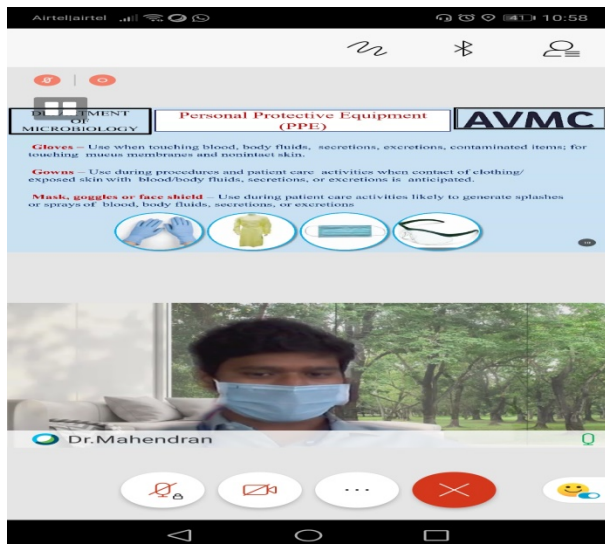 Airtel|airtel 41 10:58
OF
MICROBIOLOGY
Personal Protective Equipment
(PPE)
AVMC
Gloves – Use when touching blood, body fluids, secretions, excretions, contaminated items; for
touching mucus membranes and nonintact skin.
Gowns – Use during procedures and patient care activities when contact of clothing/
exposed skin with blood/body fluids, secretions, or excretions is anticipated.
Mask, goggles or face shield – Use during patient care activities likely to generate splashes
or sprays of blood, body fluids, secretions, or excretions
Dr.Mahendran